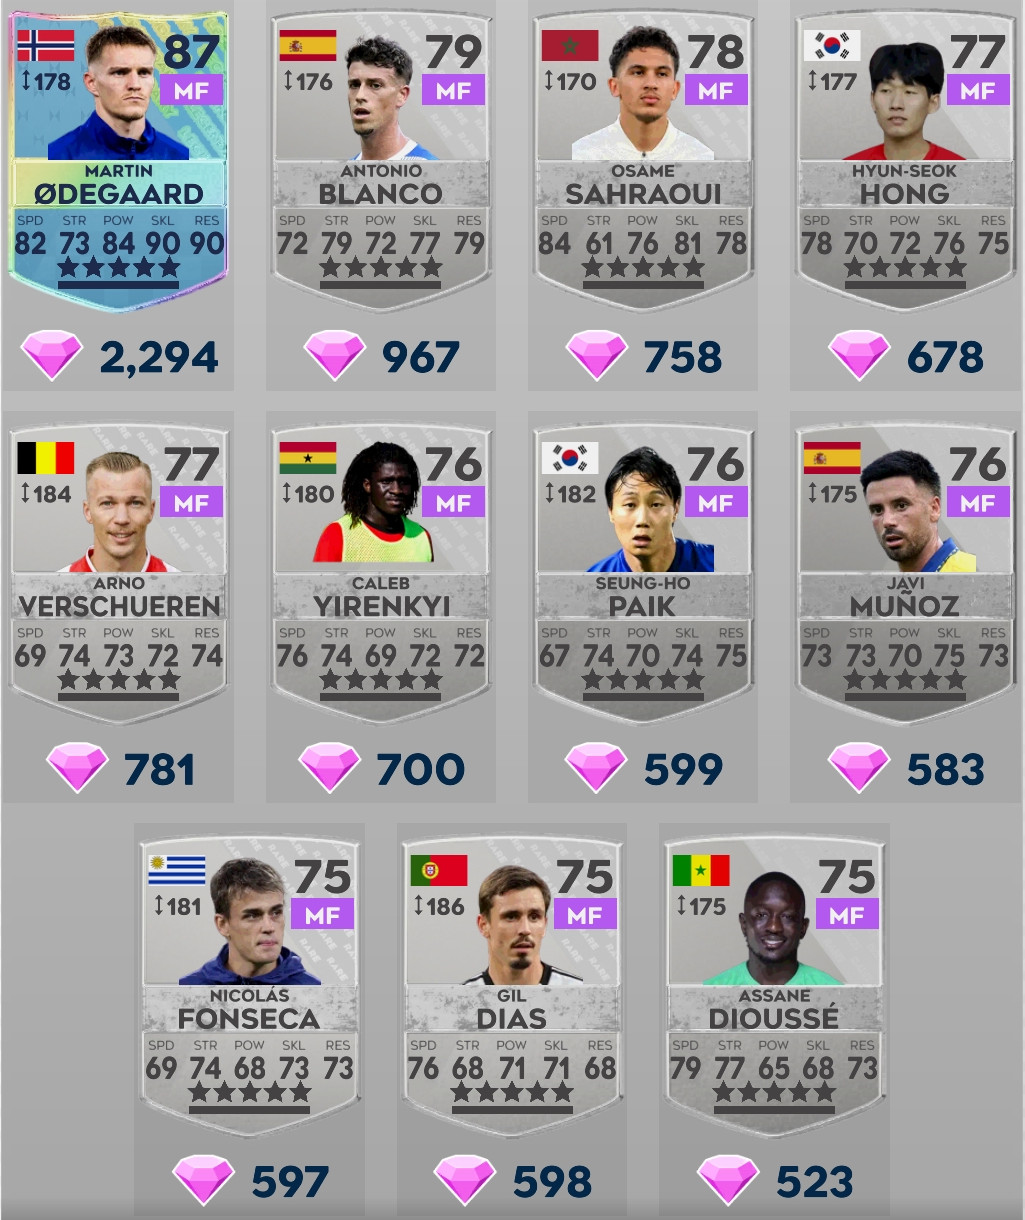 87
178
MF
MARTIN
ØDEGAARD
SPD STR POW SKL RES
82 73 84 90 90
2,294
79
176
MF
ANTONIO
BLANCO
SPD STR POW SKL RES
72 79 72 77 79
967
78
170
MF
OSAME
SAHRAOUI
SPD STR POW SKL RES
84 61 76 81 78
758
77
177
MF
HYUN-SEOK
HONG
SPD STR POW SKL RES
78 70 72 76 75
678
77
184
MF
ARNO
VERSCHUEREN
SPD STR POW SKL RES
69 74 73 72 74
781
76
180
MF
CALEB
YIRENKYI
SPD STR POW SKL RES
76 74 69 72 72
700
76
182
MF
SEUNG-HO
PAIK
SPD STR POW SKL RES
67 74 70 74 75
599
76
175
MF
JAVI
MUÑOZ
SPD STR POW SKL RES
73 73 70 75 73
583
75
181
MF
NICOLÁS
FONSECA
SPD STR POW SKL RES
69 74 68 73 73
597
75
186
MF
GIL
DIAS
SPD STR POW SKL RES
76 68 71 71 68
598
75
175
MF
ASSANE
DIOUSSÉ
SPD STR POW SKL RES
79 77 65 68 73
523